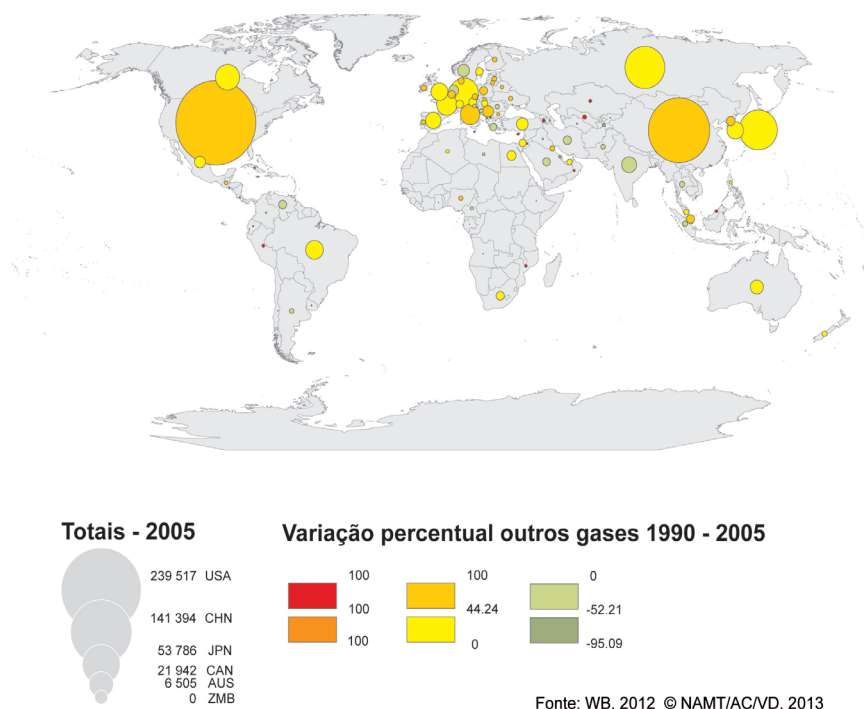 Totais - 2005
239 517 USA
141 394 CHN
53 786 JPN
21 942 CAN
6 505 AUS
0 ZMB
Variação percentual outros gases 1990 - 2005
100
100
100
100
44.24
0
0
-52.21
-95.09
Fonte: WB, 2012 © NAMT/AC/VD, 2013